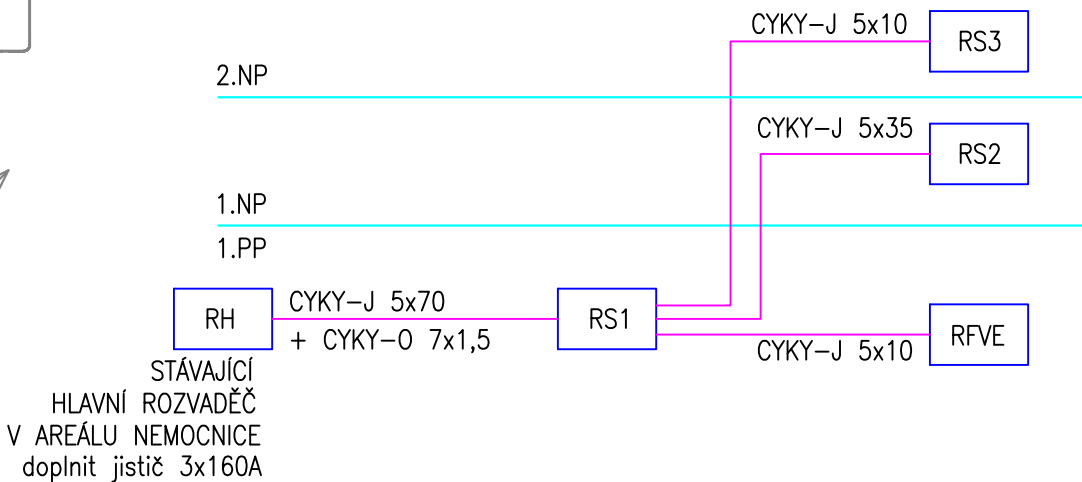 CYKY-J 5x10
RS3
2.NP
CYKY-J 5x35
RS2
1.NP
1.PP
RH
CYKY-J 5x70
+ CYKY-O 7x1,5
RS1
CYKY-J 5x10
RFVE
STÁVAJÍCÍ
HLAVNÍ ROZVADĚČ
V AREÁLU NEMOCNICE
doplnit jistič 3x160A